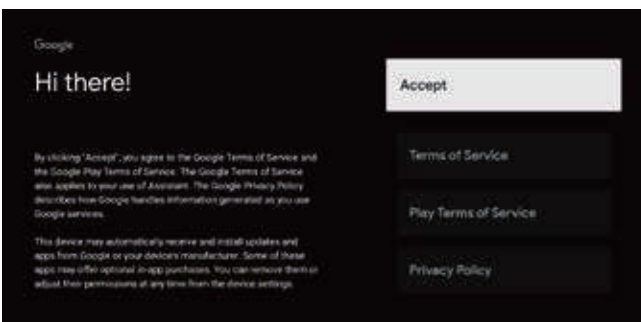 Google
Hi there!
By clicking "Accept", you agree to the Google Terms of Service and
the Google Play Terms of Service. The Google Terms of Service
also applies to your use of Assistant. The Google Privacy Policy
describes how Google handles information generated as you use
Google services.
This device may automatically receive and install updates and
apps from Google or your device's manufacturer. Some of these
apps may offer optional in-app purchases. You can remove them or
adjust their permissions at any time from the device settings.
Accept
Terms of Service
Play Terms of Service
Privacy Policy